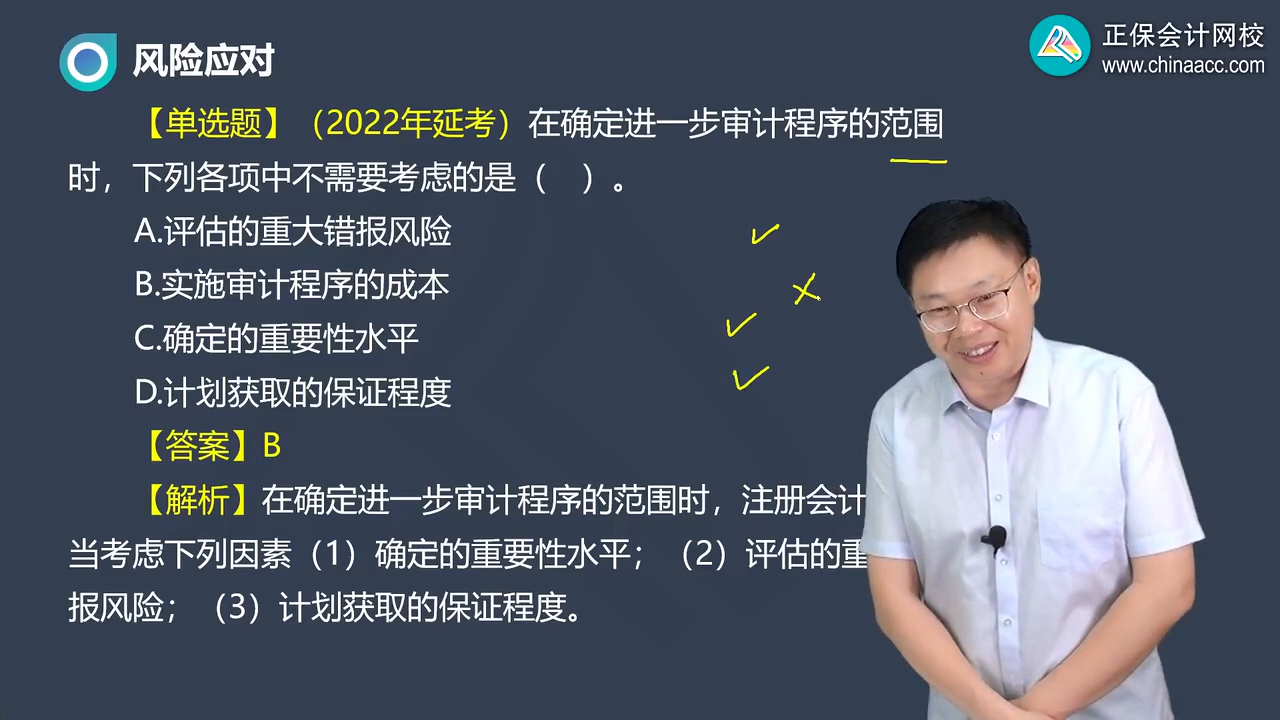 风险应对
正保会计网校
www.chinaacc.com
【单选题】（2022年延考）在确定进一步审计程序的范围
时，下列各项中不需要考虑的是（　）。
A.评估的重大错报风险
B.实施审计程序的成本
C.确定的重要性水平
D.计划获取的保证程度
【答案】B
【解析】在确定进一步审计程序的范围时，注册会计
当考虑下列因素（1）确定的重要性水平；（2）评估的重
报风险；（3）计划获取的保证程度。